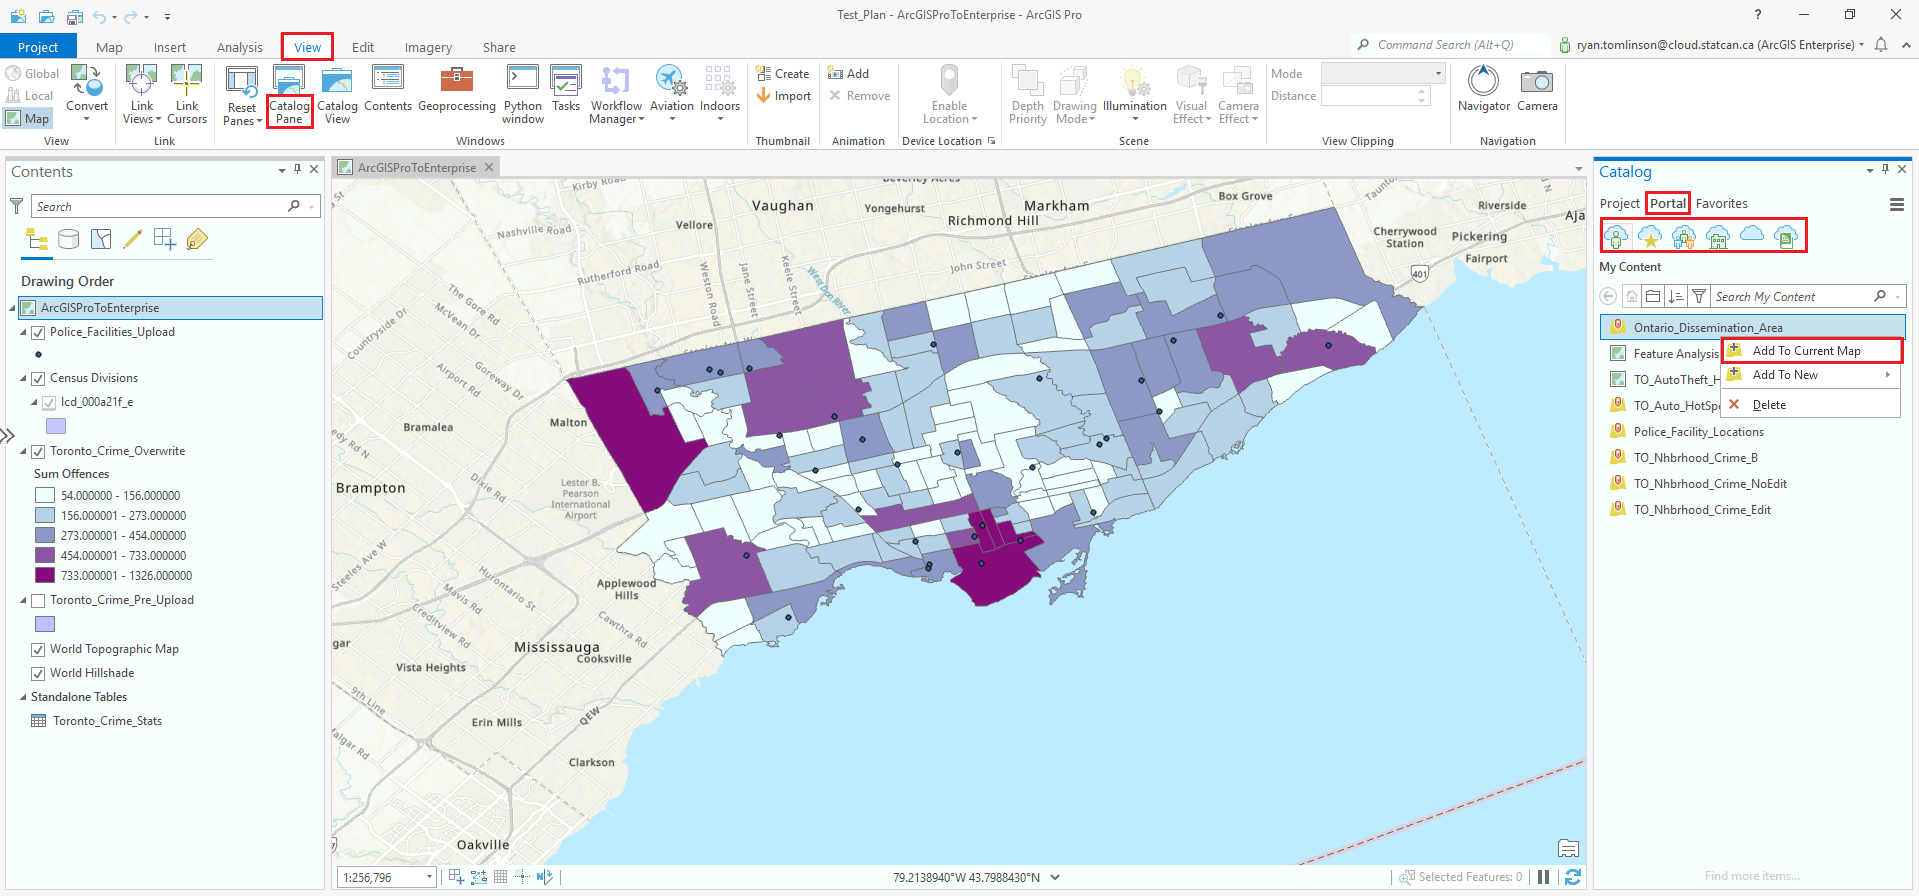 Test_Plan - ArcGISProToEnterprise - ArcGIS Pro
?
Project Map Insert Analysis View Edit Imagery Share
Command Search (Alt+Q)
ryan.tomlinson@cloud.statcan.ca (ArcGIS Enterprise)
Global
Local
Map
Convert
View
Link Views
Link Cursors
Link
Reset Panes
Catalog Pane
Catalog View
Contents
Geoprocessing
Python window
Tasks
Workflow Manager
Aviation
Indoors
Windows
Create
Import
Thumbnail
Add
Remove
Animation
Enable Location
Device Location
Depth Priority
Drawing Mode
Illumination
Visual Effect
Camera Effect
Scene
Mode
Distance
View Clipping
Navigator
Camera
Navigation
Contents
Search
Drawing Order
ArcGISProToEnterprise
Police_Facilities_Upload
Census Divisions
lcd_000a21f_e
Toronto_Crime_Overwrite
Sum Offences
54.000000 - 156.000000
156.000001 - 273.000000
273.000001 - 454.000000
454.000001 - 733.000000
733.000001 - 1326.000000
Toronto_Crime_Pre_Upload
World Topographic Map
World Hillshade
Standalone Tables
Toronto_Crime_Stats
ArcGISProToEnterprise
Kirby Road
Beverley Acres
Vaughan
Yongehurst
Markham
Richmond Hill
Box Grove
Riverside
Nashville Road
Vellore
Cherrywood Station
Pickering
Fairport
Rutherford Road
Weston Road
Jane Street
Keele Street
West Don River
John Street
401
The Gore Rd
McVean Dr
Countryside Dr
Airport Rd
Goreway Dr
Malton
Bramalea
Dixie Rd
Brampton
Lester B. Pearson International Airport
Steeles Ave W
Hurontario St
Mavis Rd
Creditview Rd
Cawthra Rd
Applewood Hills
Mississauga
Cooksville
Vista Heights
9th Line
Erin Mills
QEW
Clarkson
Oakville
1:256,796
79.2138940°W 43.7988430°N
Selected Features: 0
Catalog
Project Portal Favorites
My Content
Search My Content
Ontario_Dissemination_Area
Feature Analysis
TO_AutoTheft_H
TO_Auto_HotSpo
Police_Facility_Locations
TO_Nhbrhood_Crime_B
TO_Nhbrhood_Crime_NoEdit
TO_Nhbrhood_Crime_Edit
Add To Current Map
Add To New
Delete
Find more items...